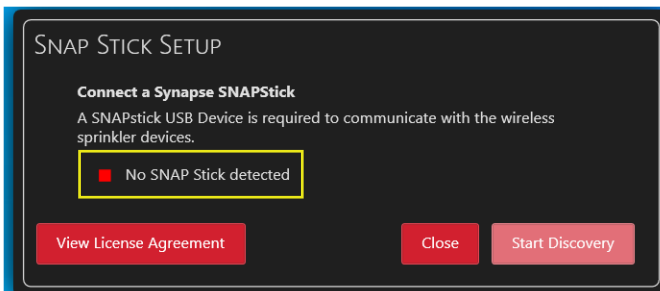 SNAP STICK SETUP
Connect a Synapse SNAPStick
A SNAPstick USB Device is required to communicate with the wireless
sprinkler devices.
No SNAP Stick detected
View License Agreement
Close
Start Discovery